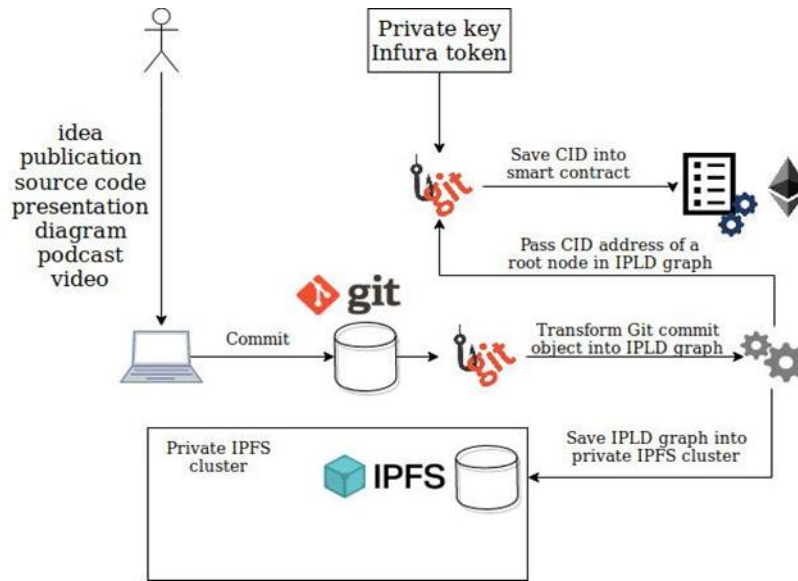 Private key
Infura token
idea
publication
source code
presentation
diagram
podcast
video
git
Save CID into
smart contract
Pass CID address of a
root node in IPLD graph
git
Commit
git
Transform Git commit
object into IPLD graph
Private IPFS
cluster
IPFS
Save IPLD graph into
private IPFS cluster